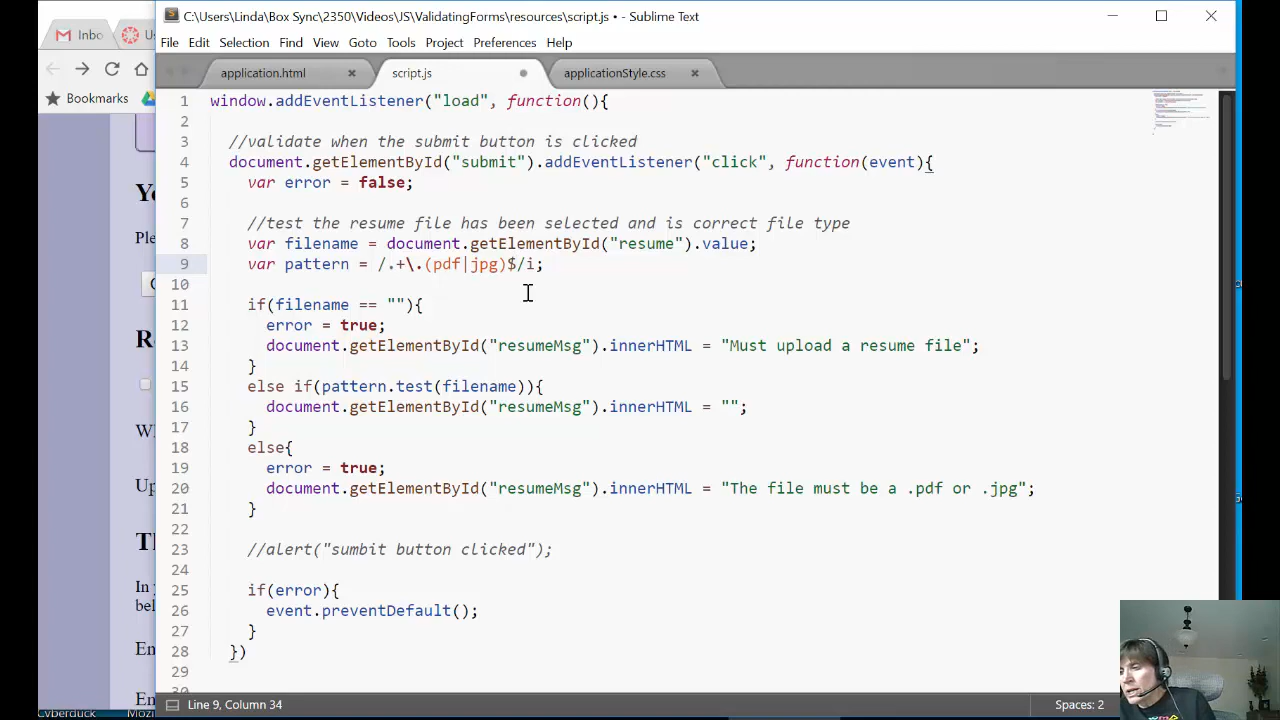 C:\Users\Linda\Box Sync\2350\Videos\JS\ValidatingForms\resources\script.js • - Sublime Text
Inbo
File Edit Selection Find View Goto Tools Project Preferences Help
application.html script.js applicationStyle.css
Bookmarks
1 window.addEventListener("load", function(){
2
3 //validate when the submit button is clicked
4 document.getElementById("submit").addEventListener("click", function(event){
5 var error = false;
6
7 //test the resume file has been selected and is correct file type
8 var filename = document.getElementById("resume").value;
9 var pattern = /.+\.(pdf|jpg)$/i;
10
11 if(filename == ""){
12 error = true;
13 document.getElementById("resumeMsg").innerHTML = "Must upload a resume file";
14 }
15 else if(pattern.test(filename)){
16 document.getElementById("resumeMsg").innerHTML = "";
17 }
18 else{
19 error = true;
20 document.getElementById("resumeMsg").innerHTML = "The file must be a .pdf or .jpg";
21 }
22
23 //alert("sumbit button clicked");
24
25 if(error){
26 event.preventDefault();
27 }
28 })
29
30
Line 9, Column 34 Spaces: 2
Cyberduck Mozi